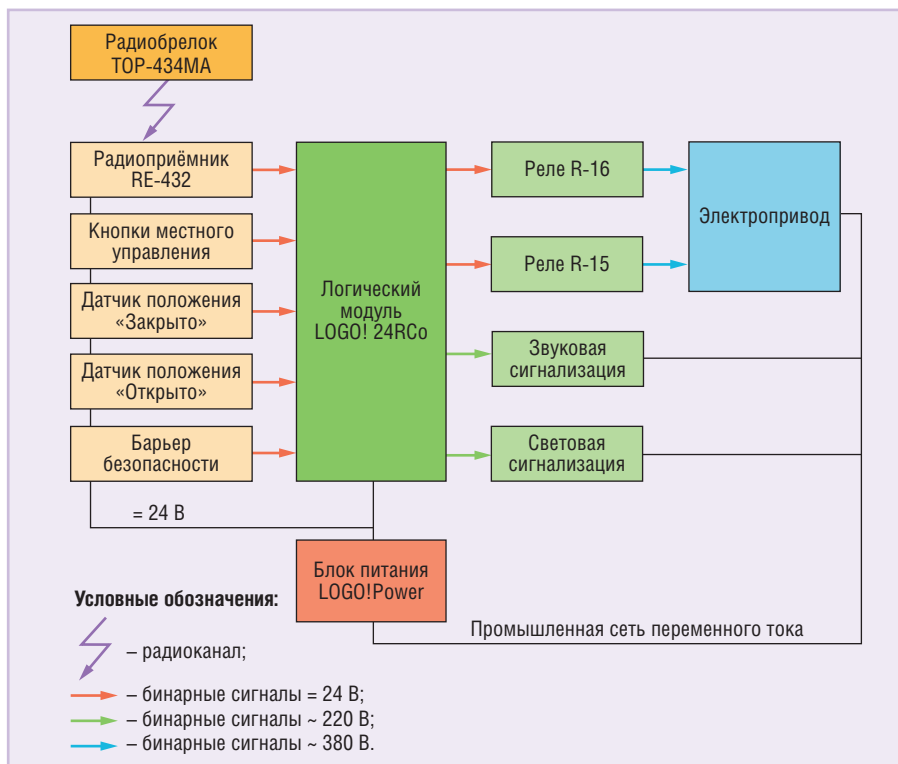 Радиобрелок
TOP-434MA
Радиоприёмник
RE-432
Кнопки местного
управления
Датчик положения
«Закрыто»
Датчик положения
«Открыто»
Барьер
безопасности
Логический
модуль
LOGO! 24RCo
Реле R-16
Реле R-15
Звуковая
сигнализация
Световая
сигнализация
Электропривод
= 24 В
Блок питания
LOGO!Power
Промышленная сеть переменного тока
Условные обозначения:
– радиоканал;
– бинарные сигналы = 24 В;
– бинарные сигналы ~ 220 В;
– бинарные сигналы ~ 380 В.